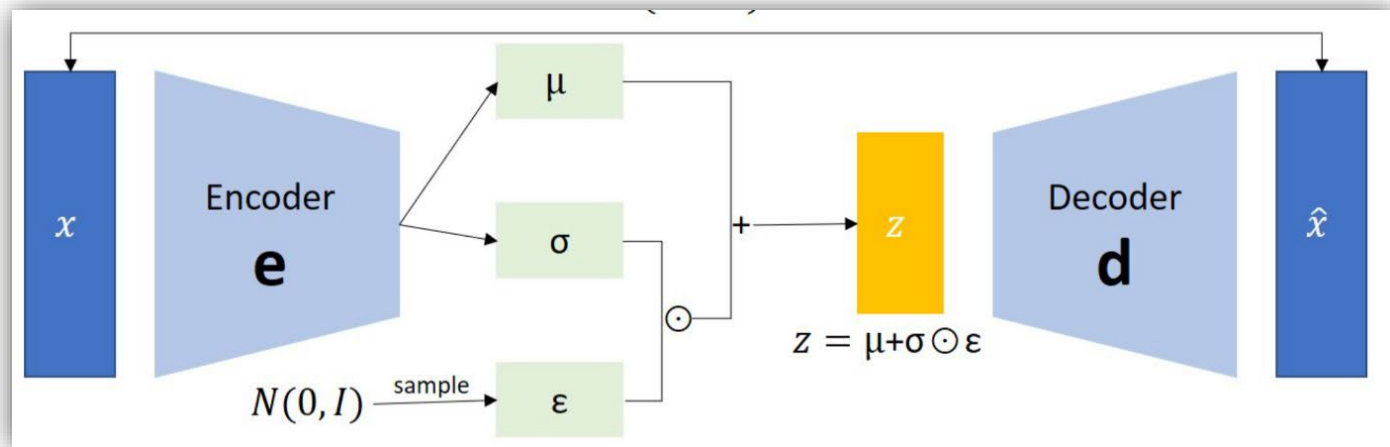 x
Encoder
e
μ
σ
ε
N(0, I)
sample
⊙
+
z
z = μ+σ⊙ε
Decoder
d
x̂